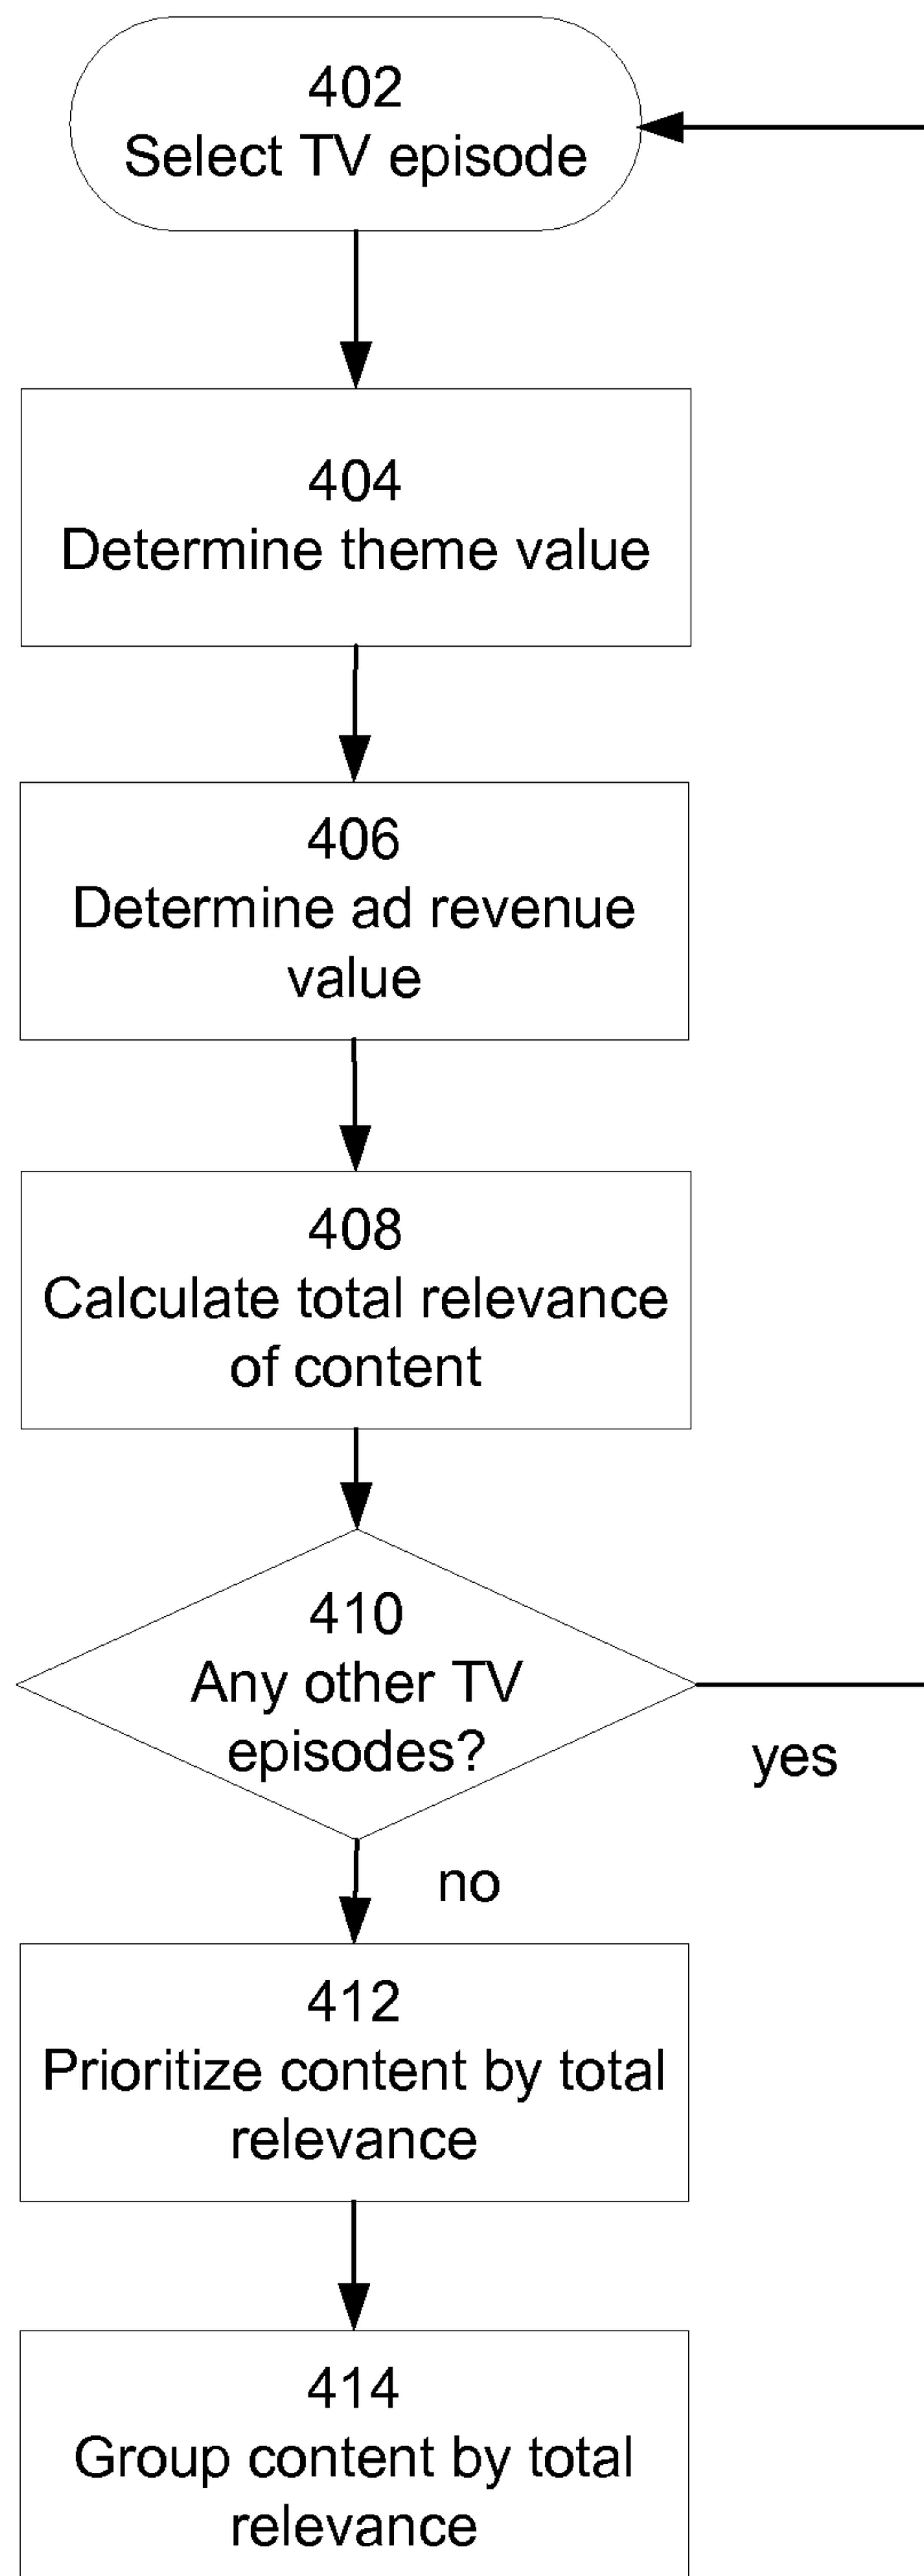 402
Select TV episode
404
Determine theme value
406
Determine ad revenue
value
408
Calculate total relevance
of content
410
Any other TV
episodes?
yes
no
412
Prioritize content by total
relevance
414
Group content by total
relevance